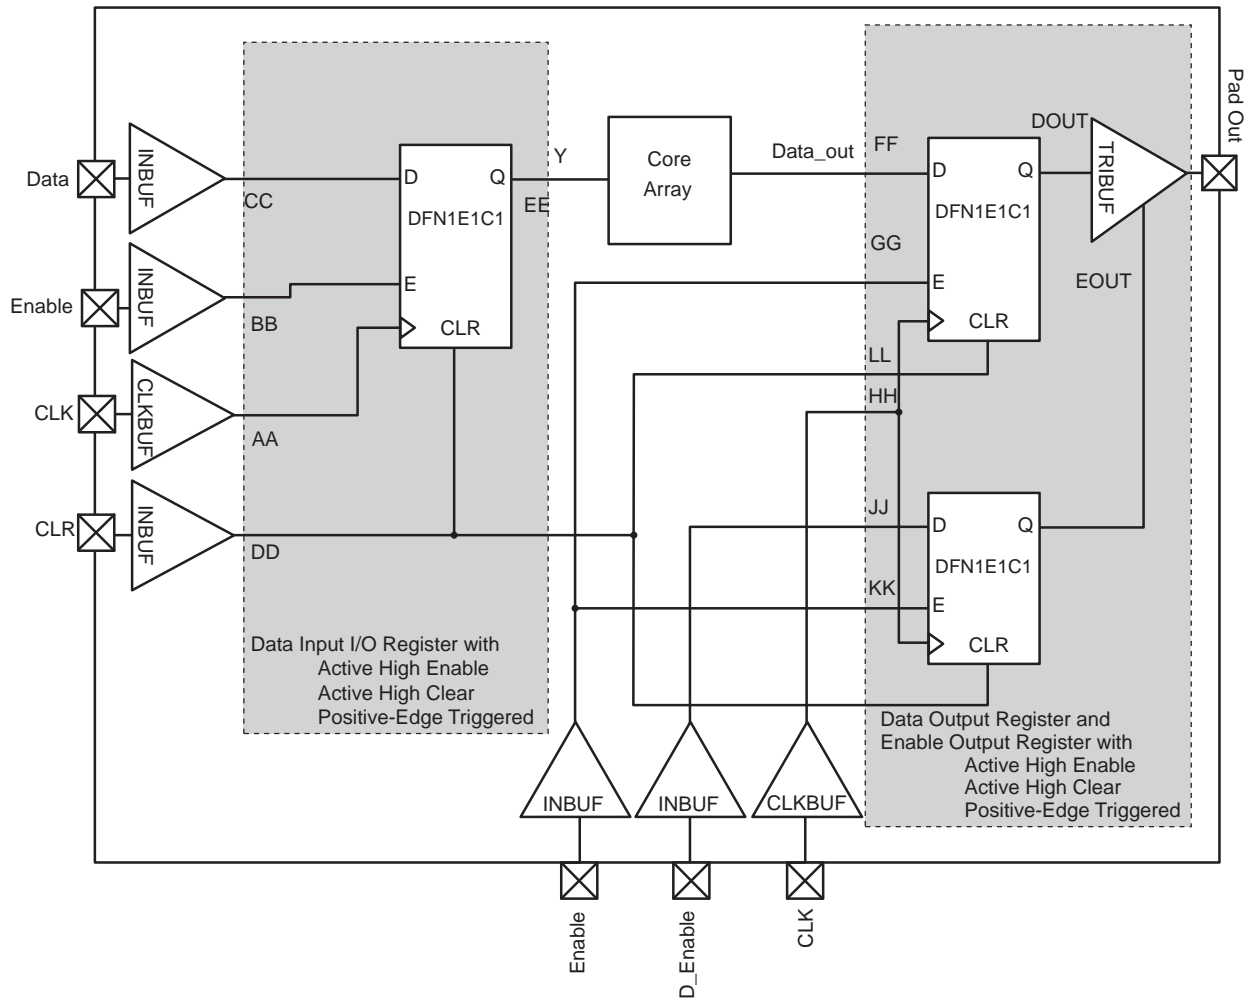 Pad Out
Data
INBUF
CC
D
Q
DFN1E1C1
E
CLR
Y
EE
Core
Array
Data_out
FF
D
Q
DFN1E1C1
GG
E
CLR
DOUT
TRIBUF
EOUT
Enable
INBUF
BB
CLK
CLKBUF
AA
CLR
INBUF
DD
LL
HH
JJ
D
Q
DFN1E1C1
KK
E
CLR
Data Input I/O Register with
Active High Enable
Active High Clear
Positive-Edge Triggered
Data Output Register and
Enable Output Register with
Active High Enable
Active High Clear
Positive-Edge Triggered
INBUF
INBUF
CLKBUF
Enable
D_Enable
CLK